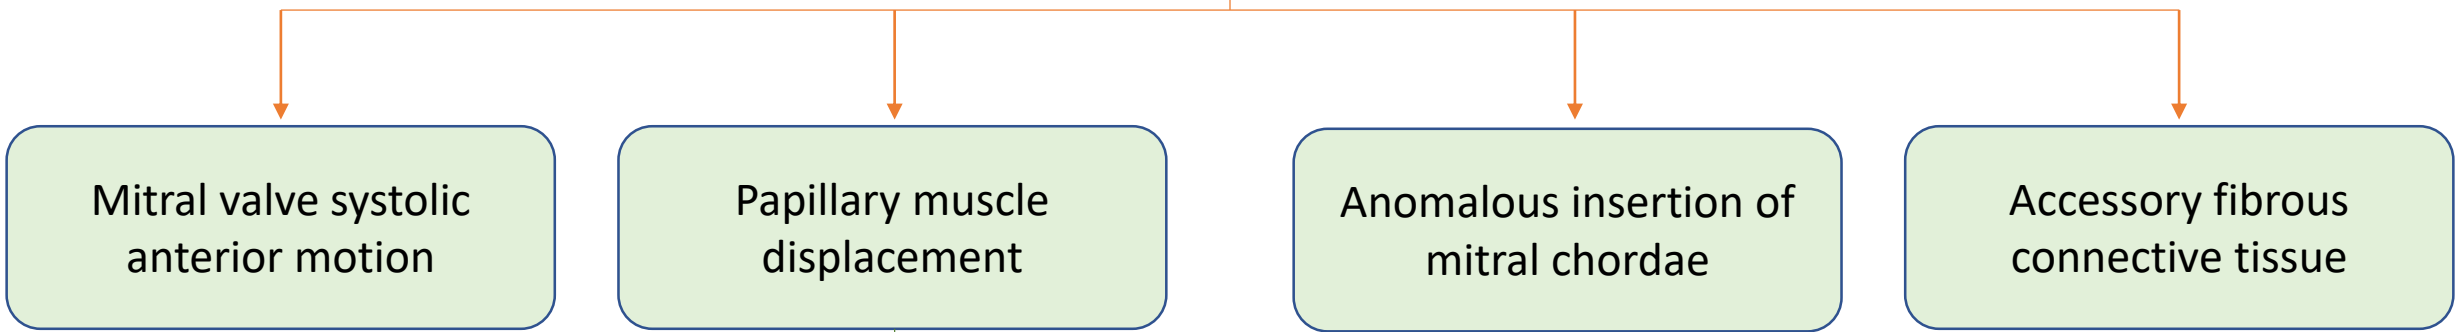 Mitral valve systolic
anterior motion
Papillary muscle
displacement
Anomalous insertion of
mitral chordae
Accessory fibrous
connective tissue